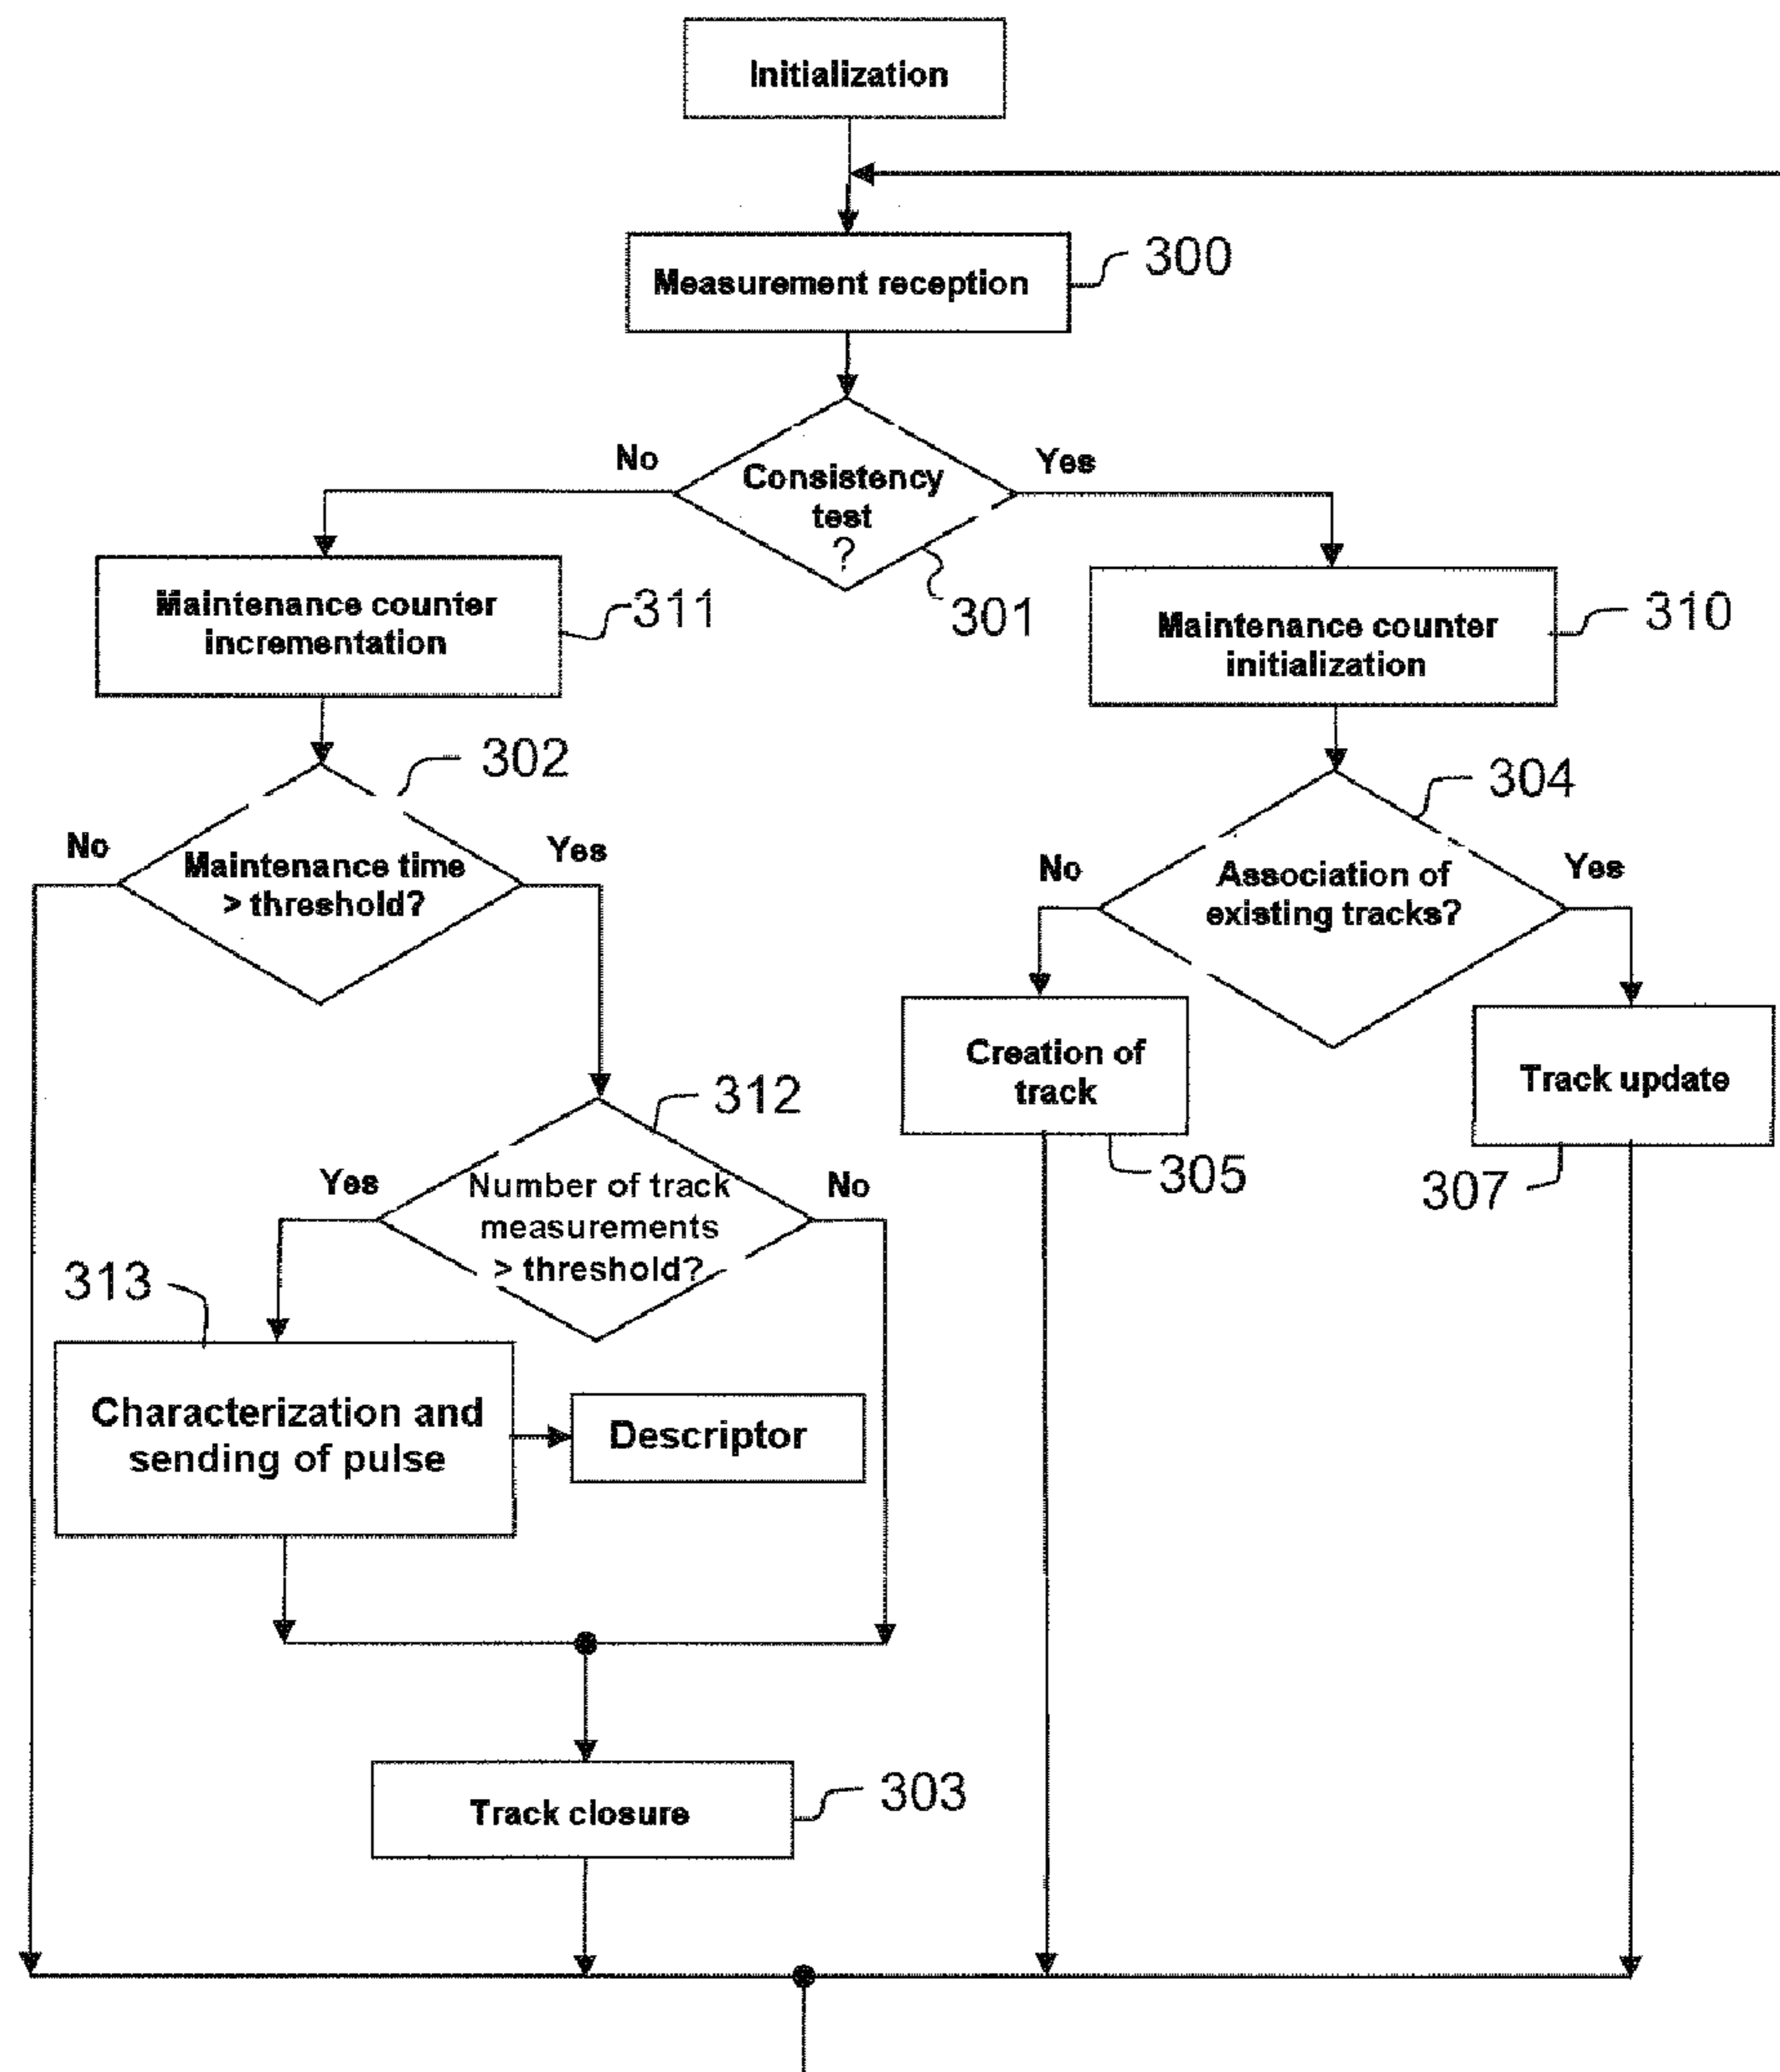 Initialization
Measurement reception
300
No
Yes
Consistency
test
?
301
Maintenance counter
incrementation
311
Maintenance counter
initialization
310
302
No
Yes
Maintenance time
> threshold?
304
No
Yes
Association of
existing tracks?
Creation of
track
305
Track update
307
312
Yes
No
Number of track
measurements
> threshold?
313
Characterization and
sending of pulse
Descriptor
Track closure
303